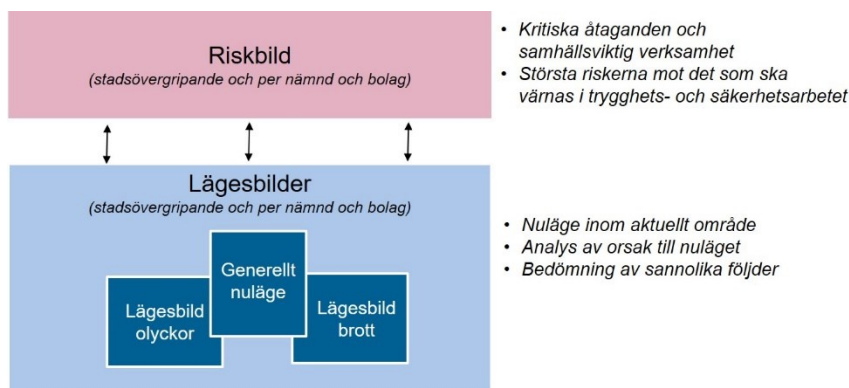 Riskbild
(stadsövergripande och per nämnd och bolag)
• Kritiska åtaganden och
samhällsviktig verksamhet
• Största riskerna mot det som ska
värnas i trygghets- och säkerhetsarbetet
Lägesbilder
(stadsövergripande och per nämnd och bolag)
Generellt
nuläge
Lägesbild
olyckor
Lägesbild
brott
• Nuläge inom aktuellt område
• Analys av orsak till nuläget
• Bedömning av sannolika följder